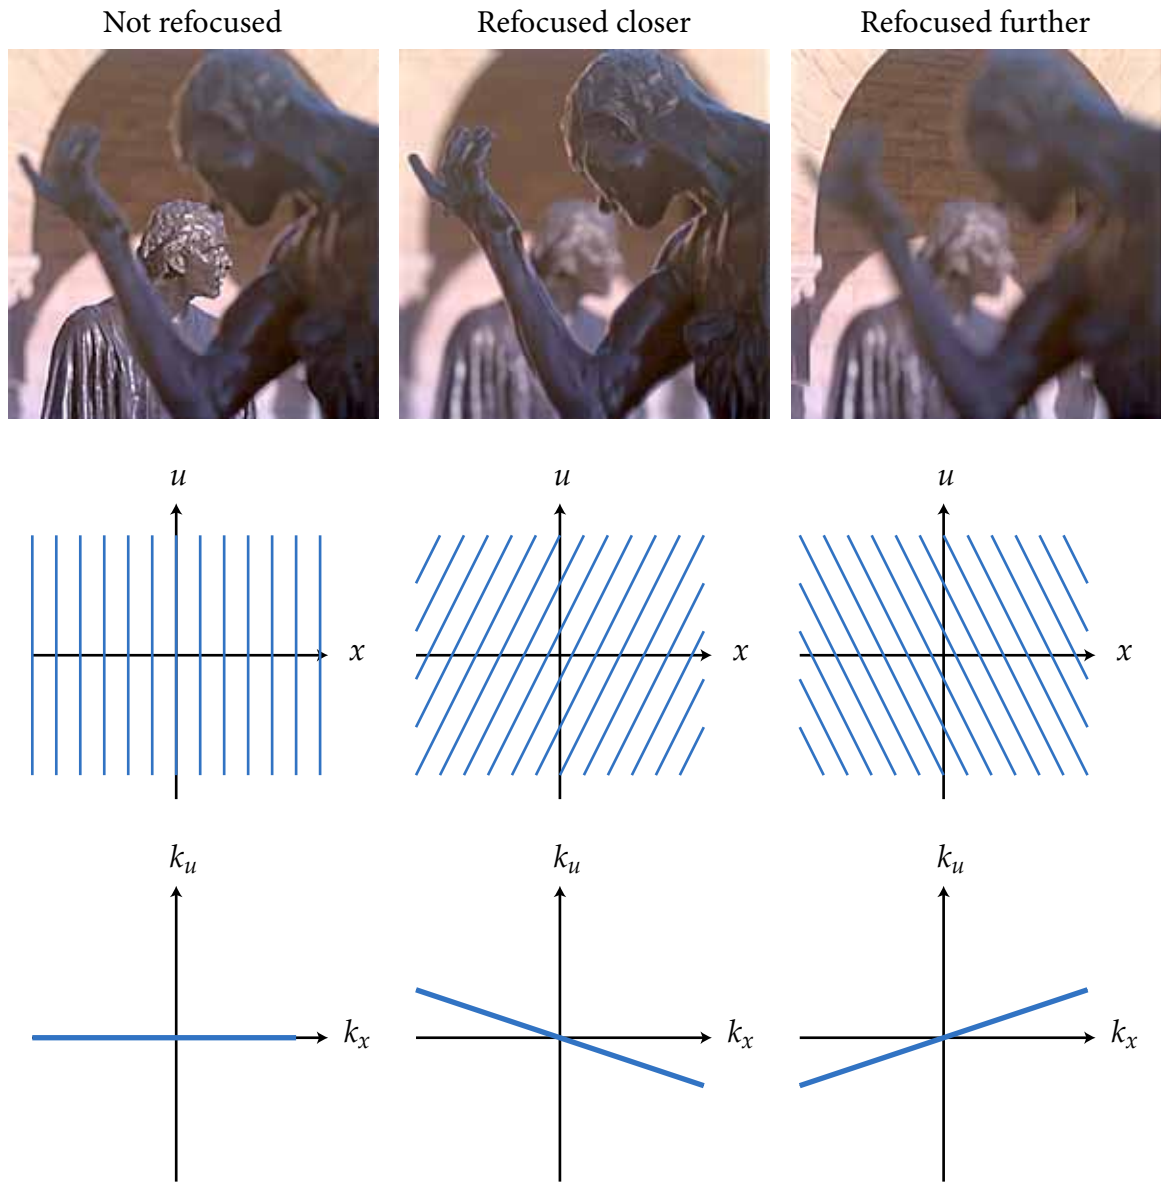 Not refocused Refocused closer Refocused further
u u u
x x x
k_u k_u k_u
k_x k_x k_x